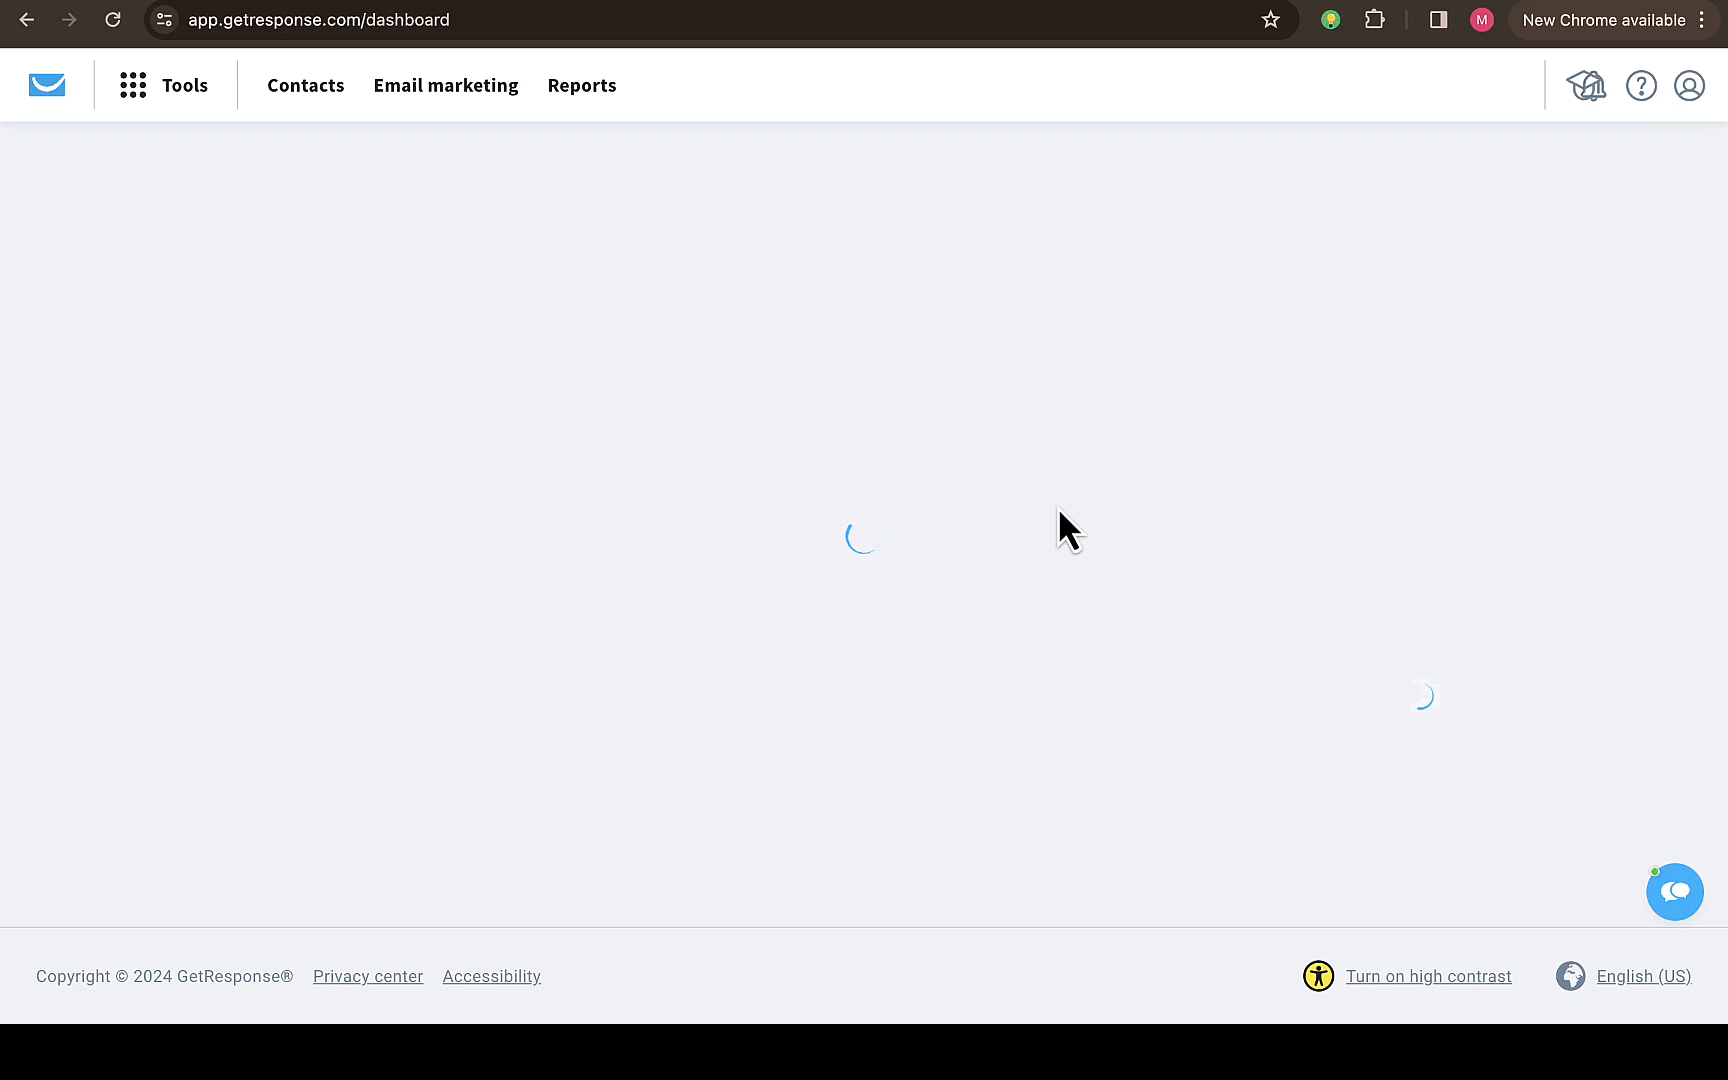 app.getresponse.com/dashboard
M
New Chrome available
Tools
Contacts
Email marketing
Reports
Copyright © 2024 GetResponse®
Privacy center
Accessibility
Turn on high contrast
English (US)